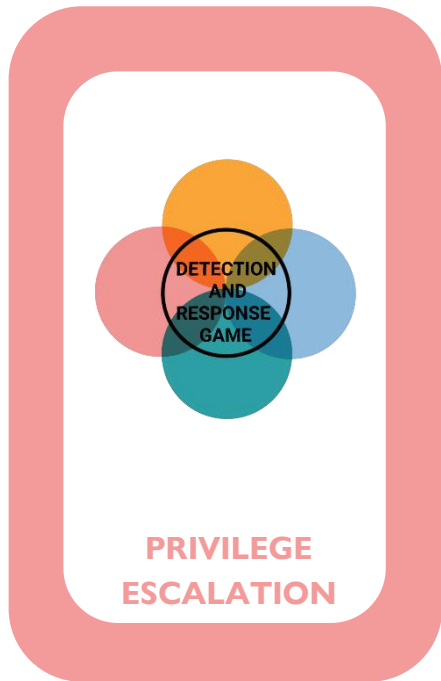 DETECTION
AND
RESPONSE
GAME
PRIVILEGE
ESCALATION